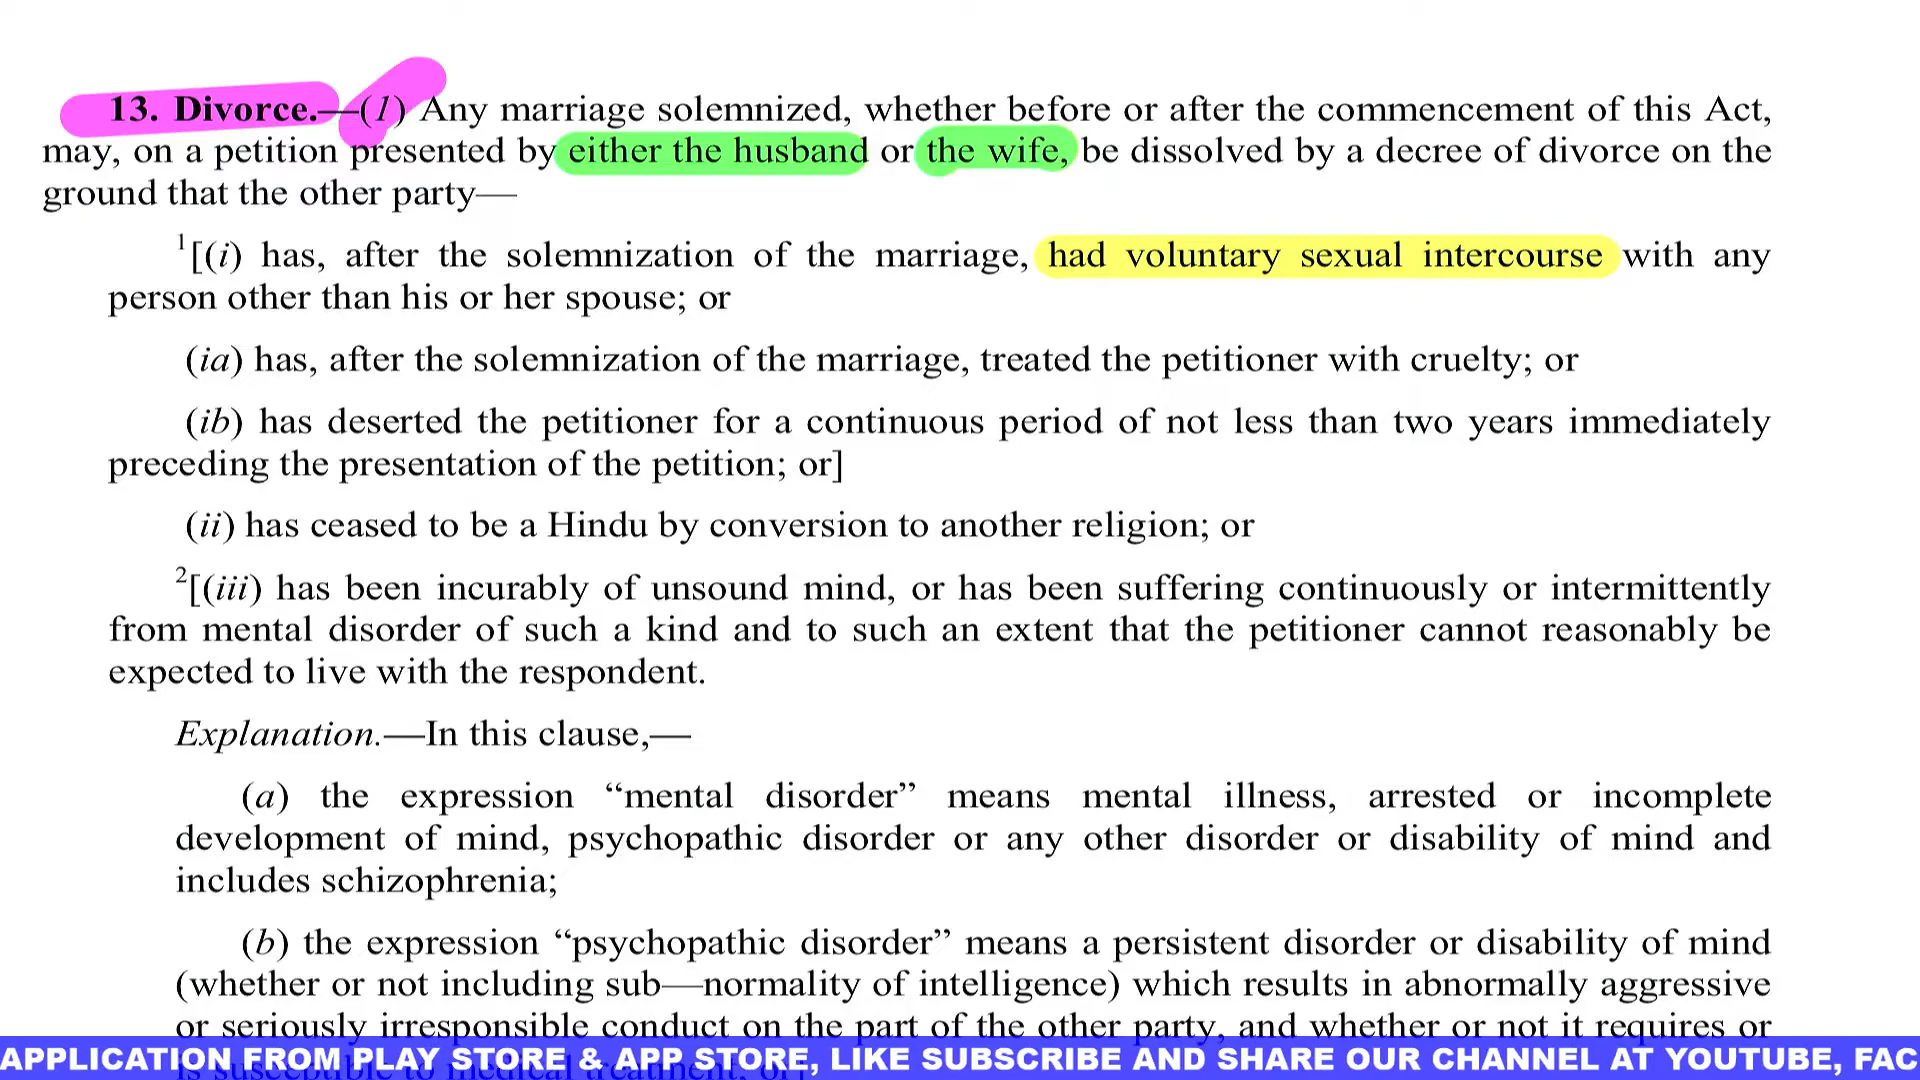 13. Divorce.—(1) Any marriage solemnized, whether before or after the commencement of this Act,
may, on a petition presented by either the husband or the wife, be dissolved by a decree of divorce on the
ground that the other party—
1[(i) has, after the solemnization of the marriage, had voluntary sexual intercourse with any
person other than his or her spouse; or
(ia) has, after the solemnization of the marriage, treated the petitioner with cruelty; or
(ib) has deserted the petitioner for a continuous period of not less than two years immediately
preceding the presentation of the petition; or]
(ii) has ceased to be a Hindu by conversion to another religion; or
2[(iii) has been incurably of unsound mind, or has been suffering continuously or intermittently
from mental disorder of such a kind and to such an extent that the petitioner cannot reasonably be
expected to live with the respondent.
Explanation.—In this clause,—
(a) the expression “mental disorder” means mental illness, arrested or incomplete
development of mind, psychopathic disorder or any other disorder or disability of mind and
includes schizophrenia;
(b) the expression “psychopathic disorder” means a persistent disorder or disability of mind
(whether or not including sub—normality of intelligence) which results in abnormally aggressive
or seriously irresponsible conduct on the part of the other party, and whether or not it requires or
is susceptible to medical treatment; or]
APPLICATION FROM PLAY STORE & APP STORE, LIKE SUBSCRIBE AND SHARE OUR CHANNEL AT YOUTUBE, FAC